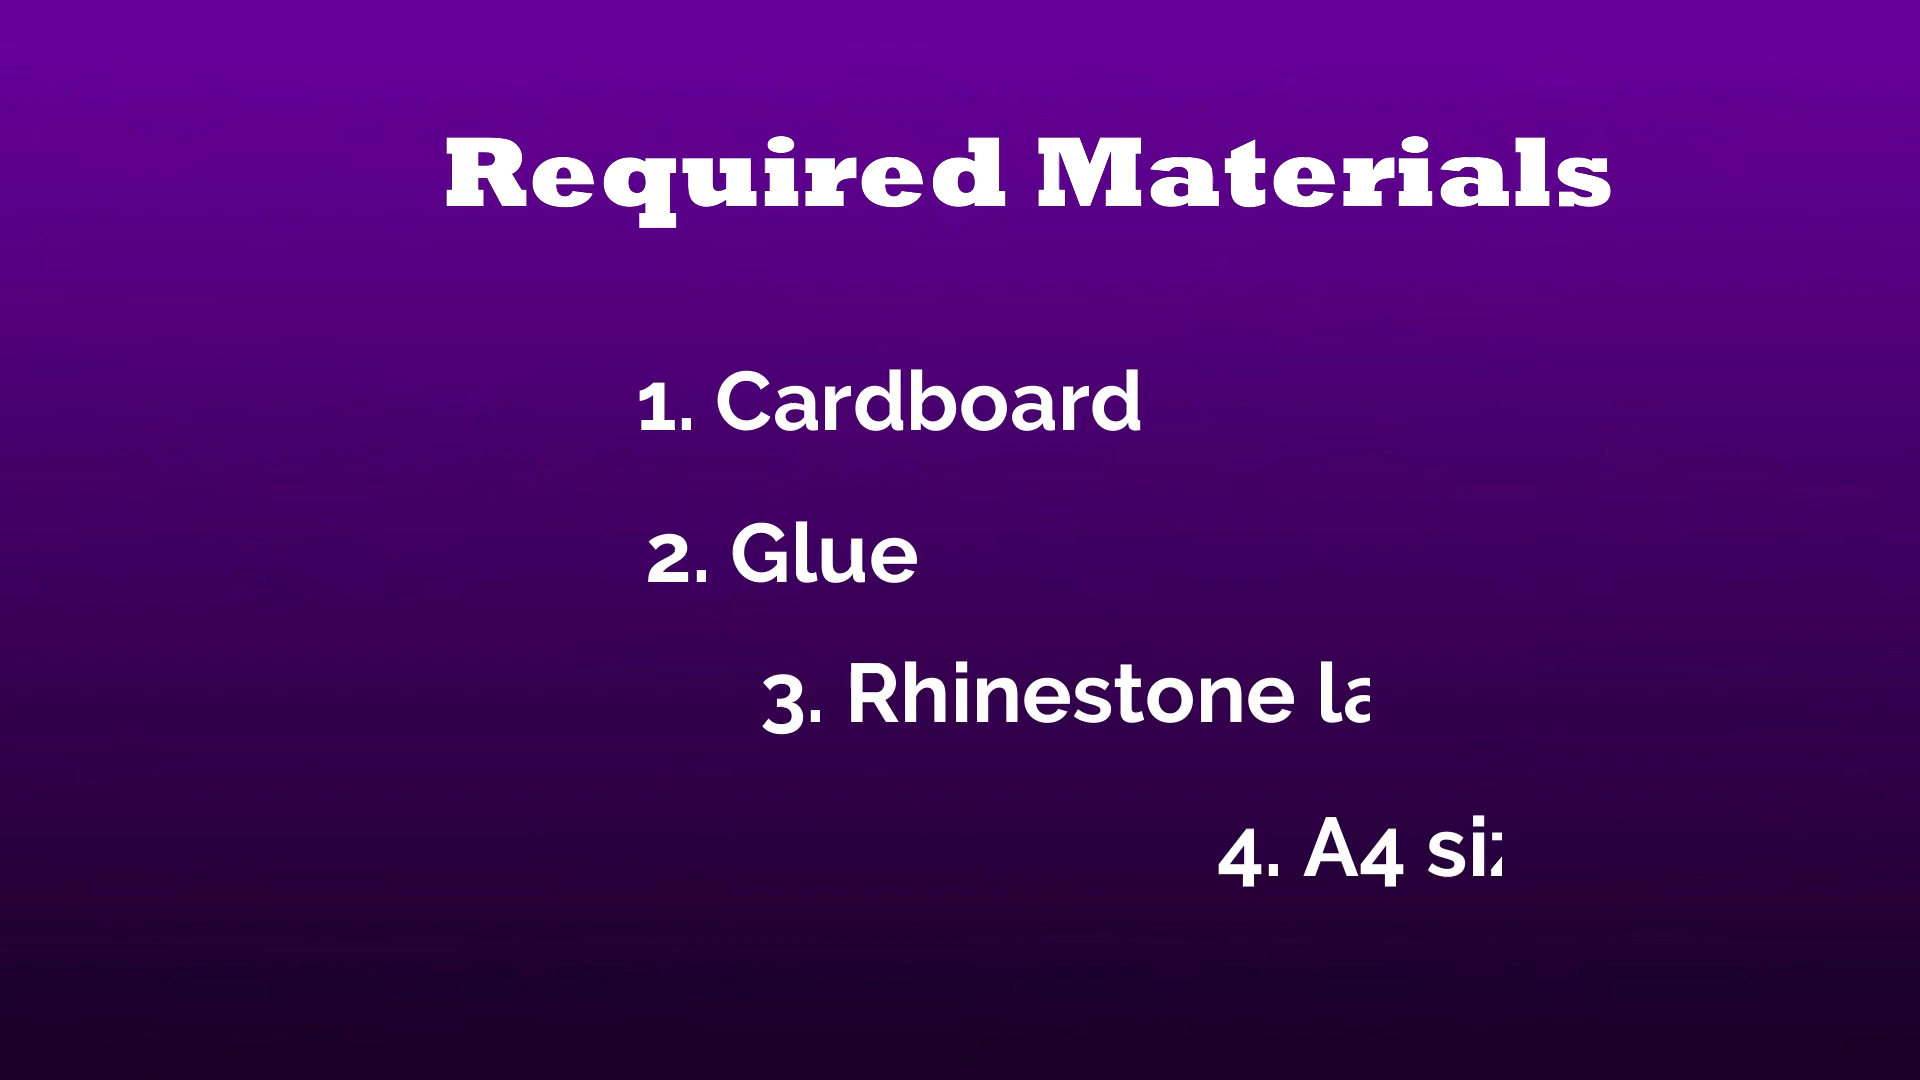 Required Materials
1. Cardboard
2. Glue
3. Rhinestone
4. A4